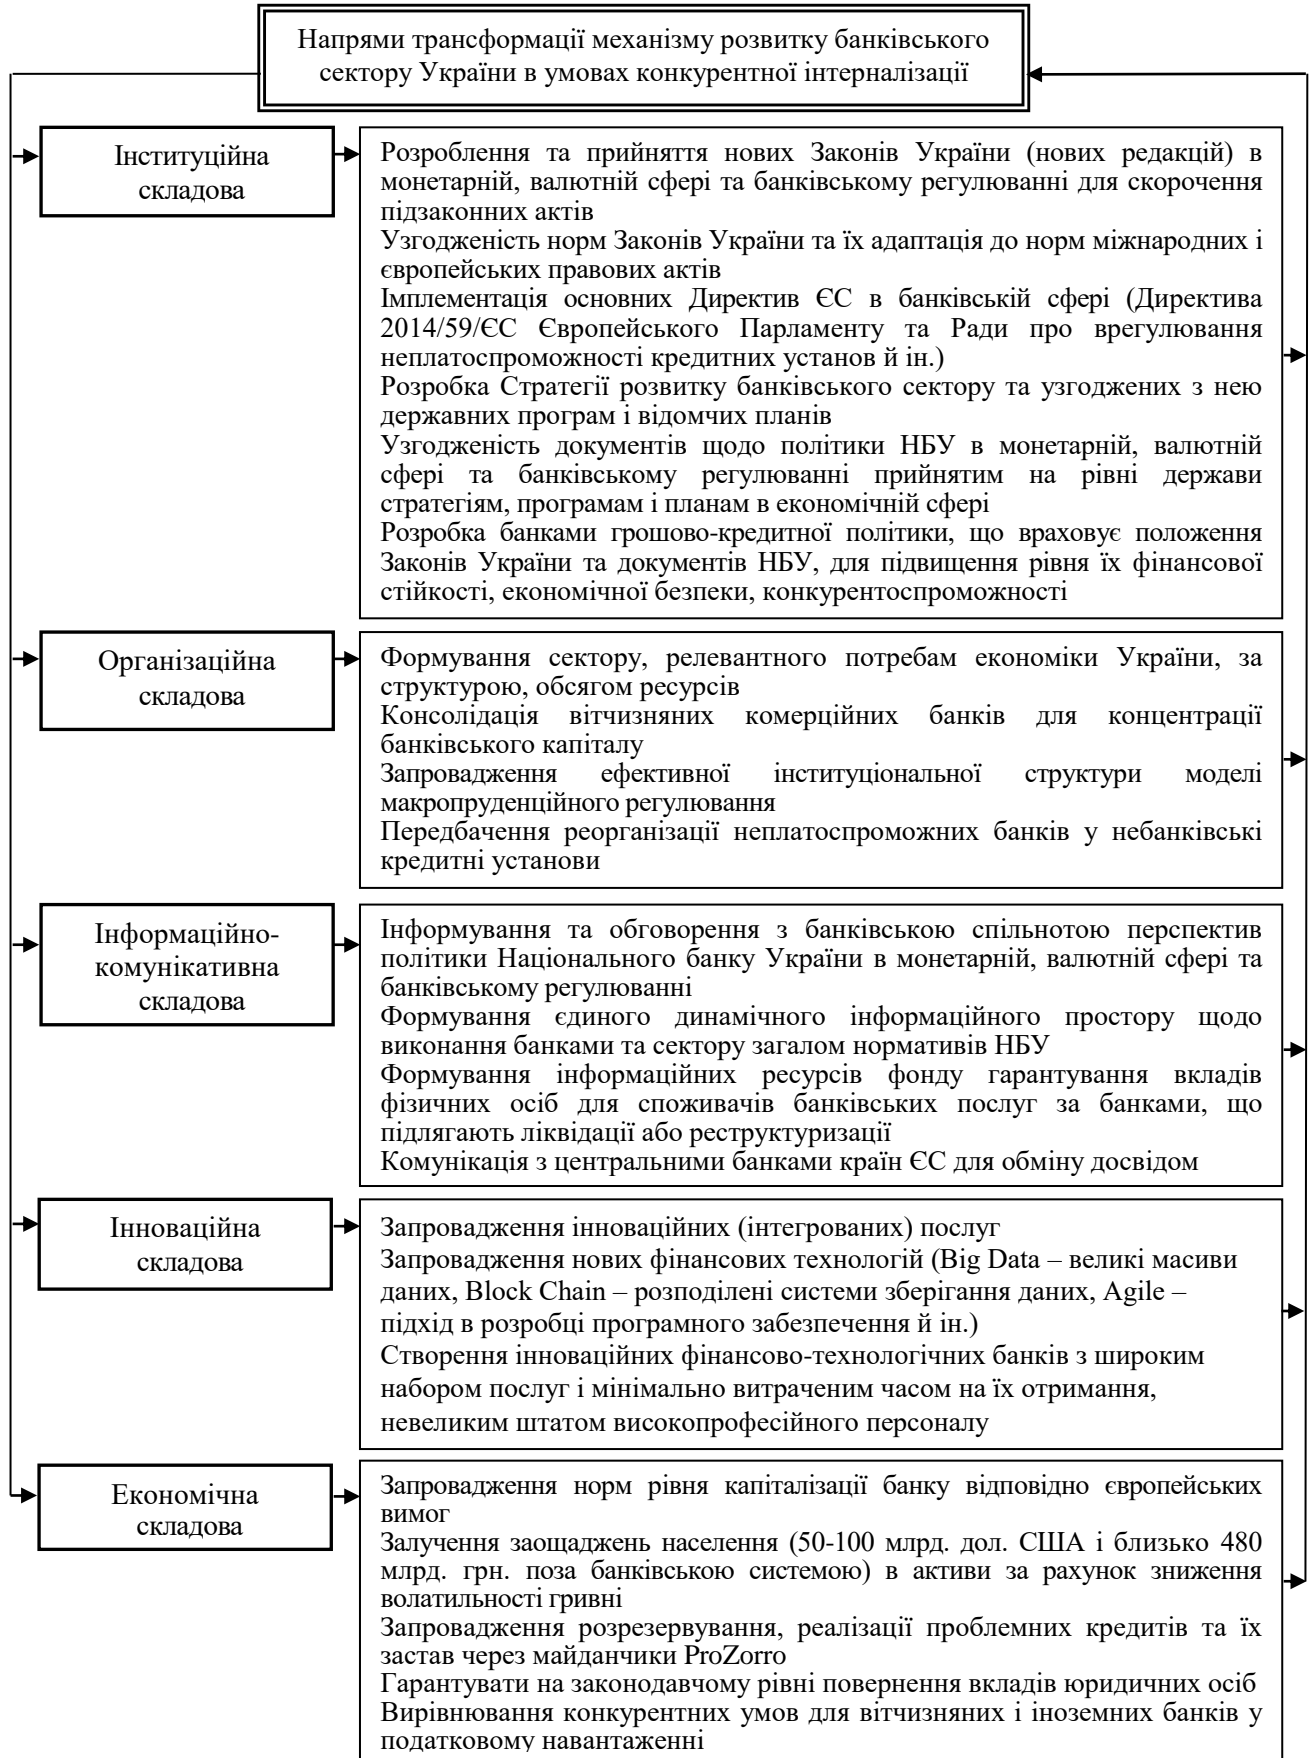 Напрями трансформації механізму розвитку банківського
сектору України в умовах конкурентної інтерналізації
Інституційна
складова
Розроблення та прийняття нових Законів України (нових редакцій) в
монетарній, валютній сфері та банківському регулюванні для скорочення
підзаконних актів
Узгодженість норм Законів України та їх адаптація до норм міжнародних і
європейських правових актів
Імплементація основних Директив ЄС в банківській сфері (Директива
2014/59/ЄС Європейського Парламенту та Ради про врегулювання
неплатоспроможності кредитних установ й ін.)
Розробка Стратегії розвитку банківського сектору та узгоджених з нею
державних програм і відомчих планів
Узгодженість документів щодо політики НБУ в монетарній, валютній
сфері та банківському регулюванні прийнятим на рівні держави
стратегіям, програмам і планам в економічній сфері
Розробка банками грошово-кредитної політики, що враховує положення
Законів України та документів НБУ, для підвищення рівня їх фінансової
стійкості, економічної безпеки, конкурентоспроможності
Організаційна
складова
Формування сектору, релевантного потребам економіки України, за
структурою, обсягом ресурсів
Консолідація вітчизняних комерційних банків для концентрації
банківського капіталу
Запровадження ефективної інституціональної структури моделі
макропруденційного регулювання
Передбачення реорганізації неплатоспроможних банків у небанківські
кредитні установи
Інформаційно-
комунікативна
складова
Інформування та обговорення з банківською спільнотою перспектив
політики Національного банку України в монетарній, валютній сфері та
банківському регулюванні
Формування єдиного динамічного інформаційного простору щодо
виконання банками та сектору загалом нормативів НБУ
Формування інформаційних ресурсів фонду гарантування вкладів
фізичних осіб для споживачів банківських послуг за банками, що
підлягають ліквідації або реструктуризації
Комунікація з центральними банками країн ЄС для обміну досвідом
Інноваційна
складова
Запровадження інноваційних (інтегрованих) послуг
Запровадження нових фінансових технологій (Big Data – великі масиви
даних, Block Chain – розподілені системи зберігання даних, Agile –
підхід в розробці програмного забезпечення й ін.)
Створення інноваційних фінансово-технологічних банків з широким
набором послуг і мінімально витраченим часом на їх отримання,
невеликим штатом високопрофесійного персоналу
Економічна
складова
Запровадження норм рівня капіталізації банку відповідно європейських
вимог
Залучення заощаджень населення (50-100 млрд. дол. США і близько 480
млрд. грн. поза банківською системою) в активи за рахунок зниження
волатильності гривні
Запровадження розрезервування, реалізації проблемних кредитів та їх
застав через майданчики ProZorro
Гарантувати на законодавчому рівні повернення вкладів юридичних осіб
Вирівнювання конкурентних умов для вітчизняних і іноземних банків у
податковому навантаженні